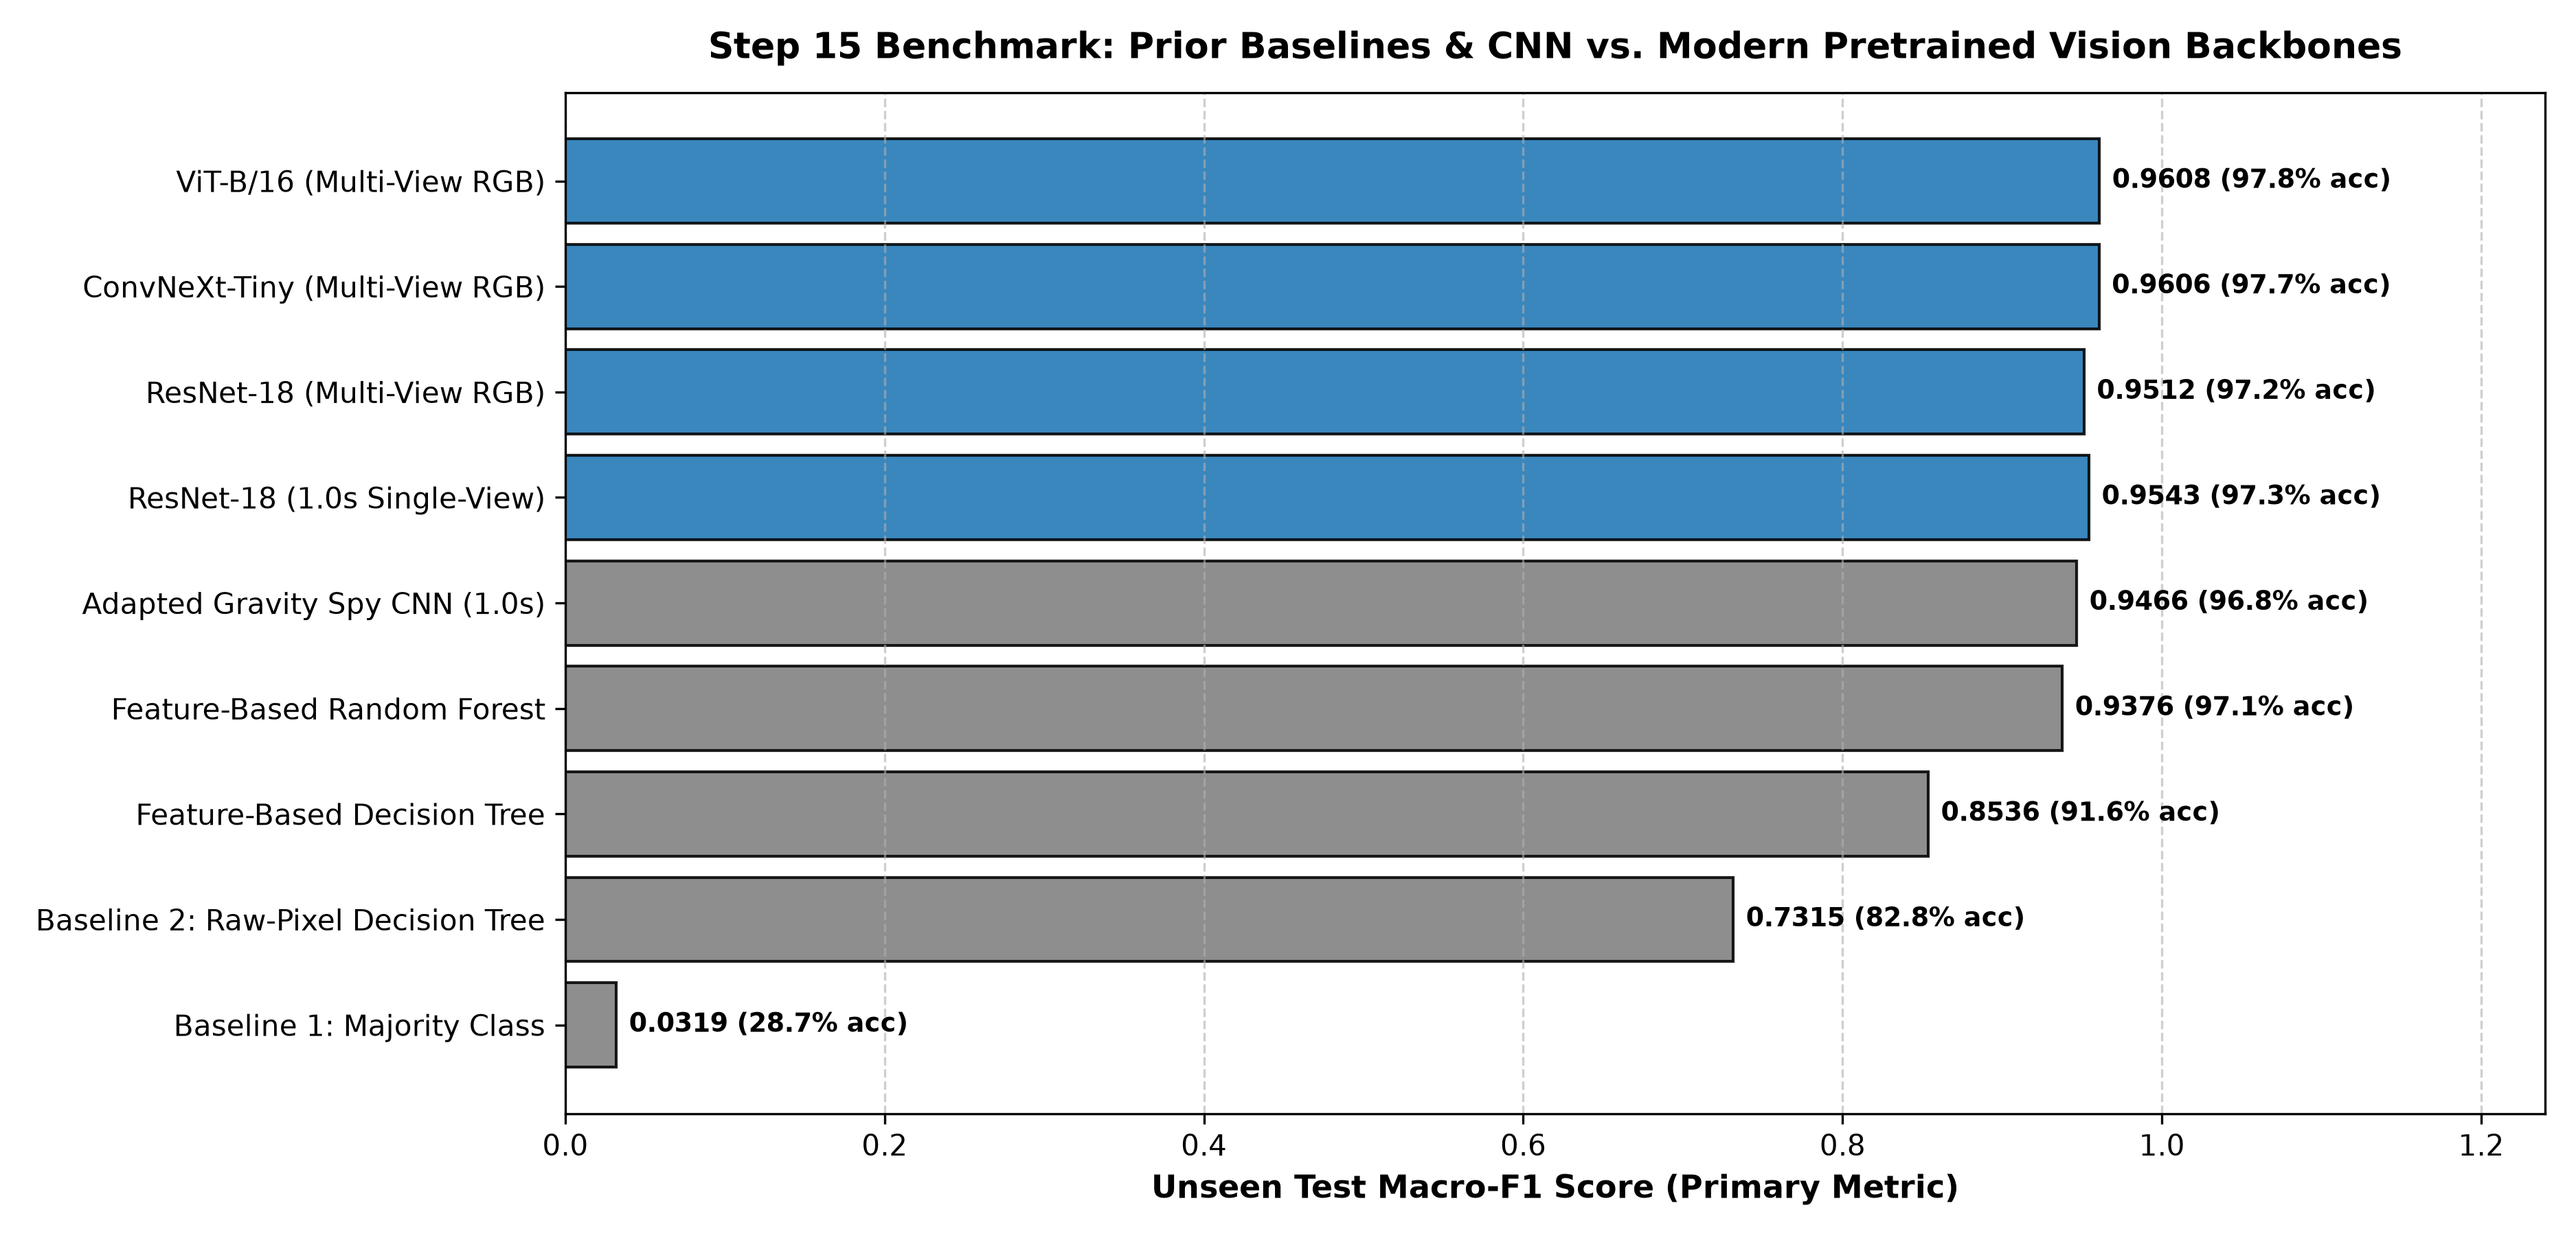 Step 15 Benchmark: Prior Baselines & CNN vs. Modern Pretrained Vision Backbones
ViT-B/16 (Multi-View RGB)
0.9608 (97.8% acc)
ConvNeXt-Tiny (Multi-View RGB)
0.9606 (97.7% acc)
ResNet-18 (Multi-View RGB)
0.9512 (97.2% acc)
ResNet-18 (1.0s Single-View)
0.9543 (97.3% acc)
Adapted Gravity Spy CNN (1.0s)
0.9466 (96.8% acc)
Feature-Based Random Forest
0.9376 (97.1% acc)
Feature-Based Decision Tree
0.8536 (91.6% acc)
Baseline 2: Raw-Pixel Decision Tree
0.7315 (82.8% acc)
Baseline 1: Majority Class
0.0319 (28.7% acc)
0.0 0.2 0.4 0.6 0.8 1.0 1.2
Unseen Test Macro-F1 Score (Primary Metric)